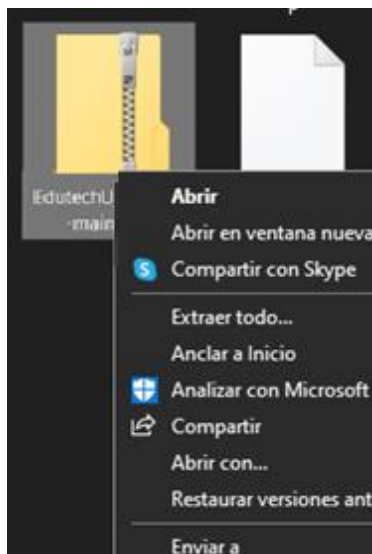 EdutechU
-main
Abrir
Abrir en ventana nueva
Compartir con Skype
Extraer todo...
Anclar a Inicio
Analizar con Microsoft
Compartir
Abrir con...
Restaurar versiones ant
Enviar a